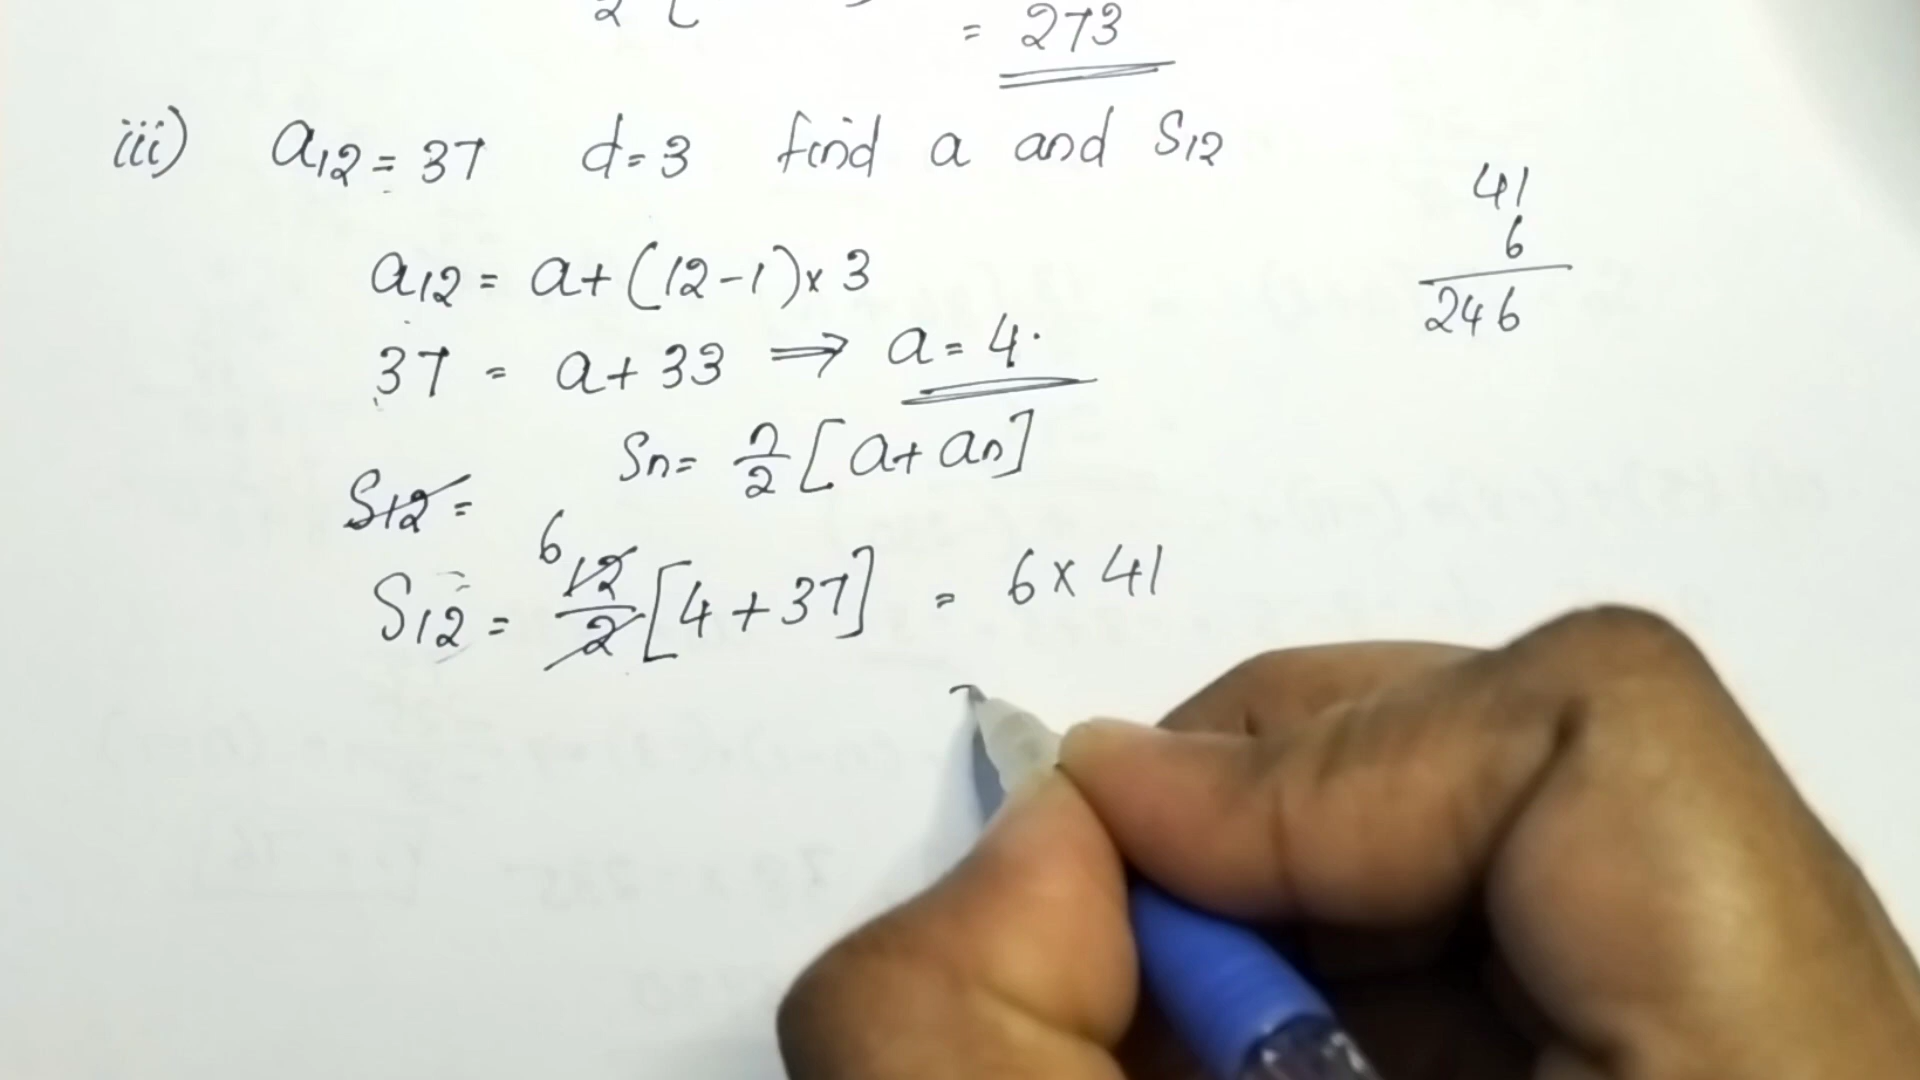 2 [ = 273
iii) a12 = 37 d = 3 find a and S12
a12 = a + (12 - 1) × 3
37 = a + 33 ⟹ a = 4.
Sn = n/2 [a + an]
S12 =
S12 = 6 12/2 [4 + 37] = 6 × 41
41
6
246